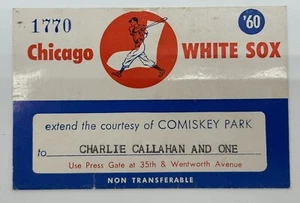 1770
'60
Chicago WHITE SOX
extend the courtesy of COMISKEY PARK
to CHARLIE CALLAHAN AND ONE
Use Press Gate at 35th & Wentworth Avenue
NON TRANSFERABLE